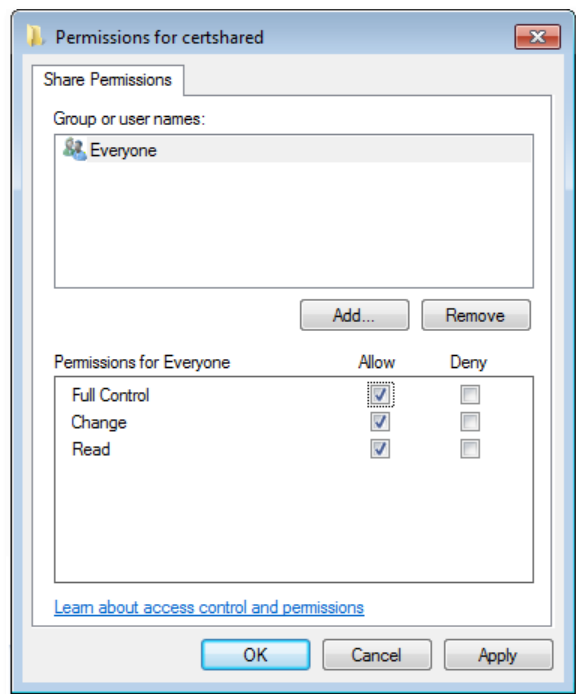 Permissions for certshared
Share Permissions
Group or user names:
Everyone
Add... Remove
Permissions for Everyone Allow Deny
Full Control
Change
Read
Learn about access control and permissions
OK Cancel Apply